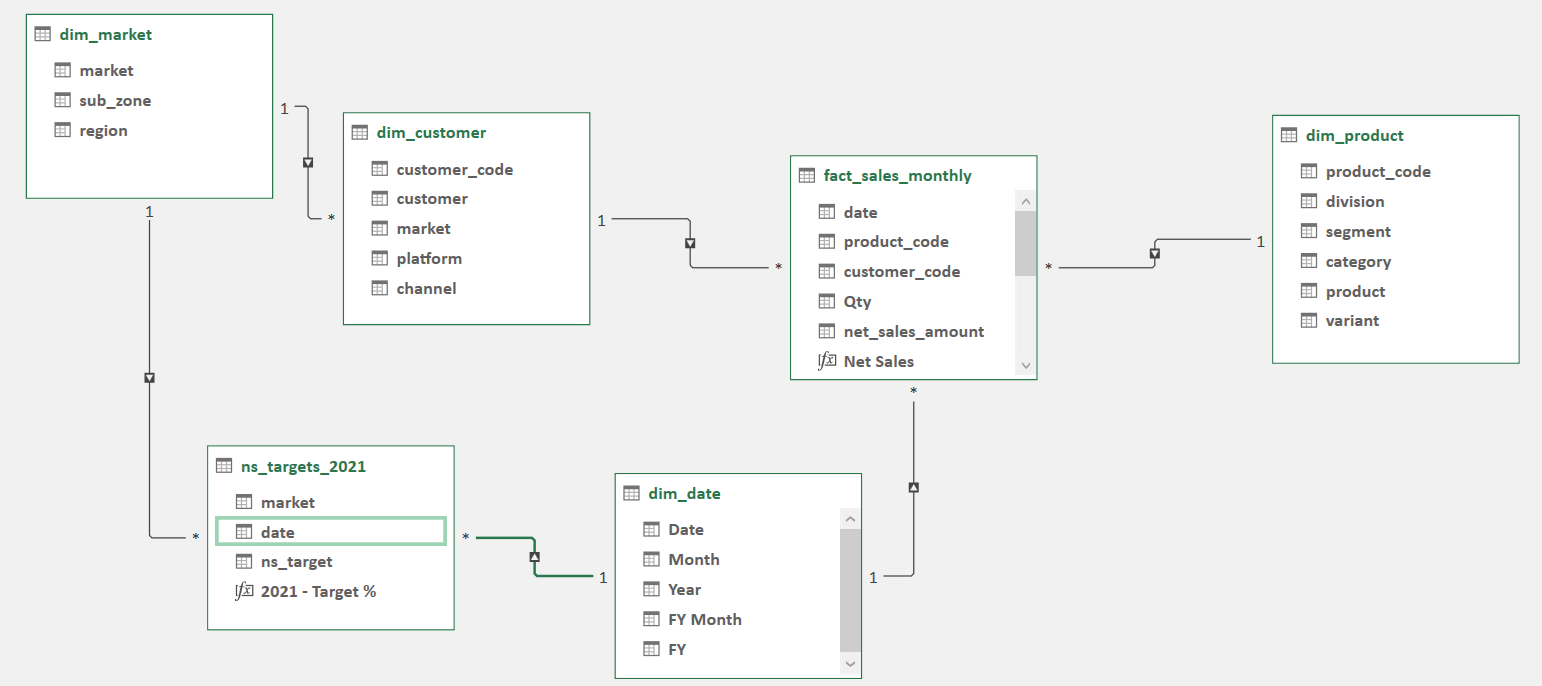 dim_market
market
sub_zone
region
1
1
*
dim_customer
customer_code
customer
market
platform
channel
1
*
fact_sales_monthly
date
product_code
customer_code
Qty
net_sales_amount
Net Sales
*
1
dim_product
product_code
division
segment
category
product
variant
ns_targets_2021
market
date
ns_target
2021 - Target %
*
*
1
dim_date
Date
Month
Year
FY Month
FY
1
*